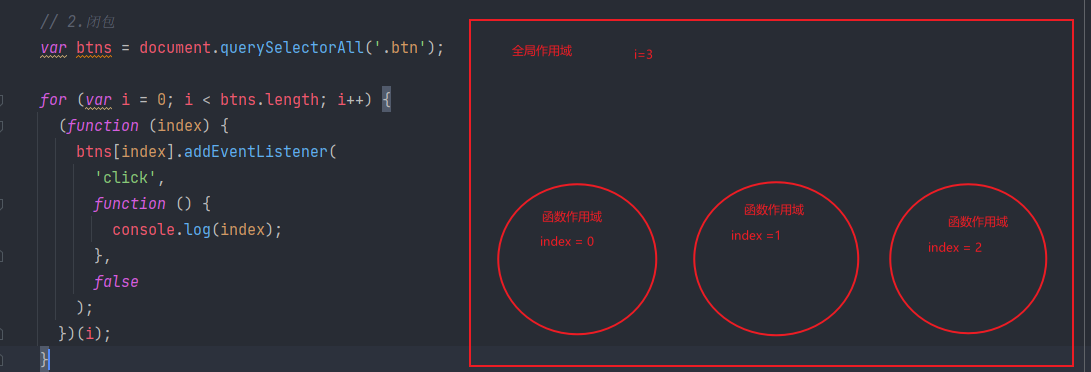 // 2.闭包
var btns = document.querySelectorAll('.btn');
for (var i = 0; i < btns.length; i++) {
(function (index) {
btns[index].addEventListener(
'click',
function () {
console.log(index);
},
false
);
})(i);
}
全局作用域
i=3
函数作用域
index = 0
函数作用域
index =1
函数作用域
index = 2